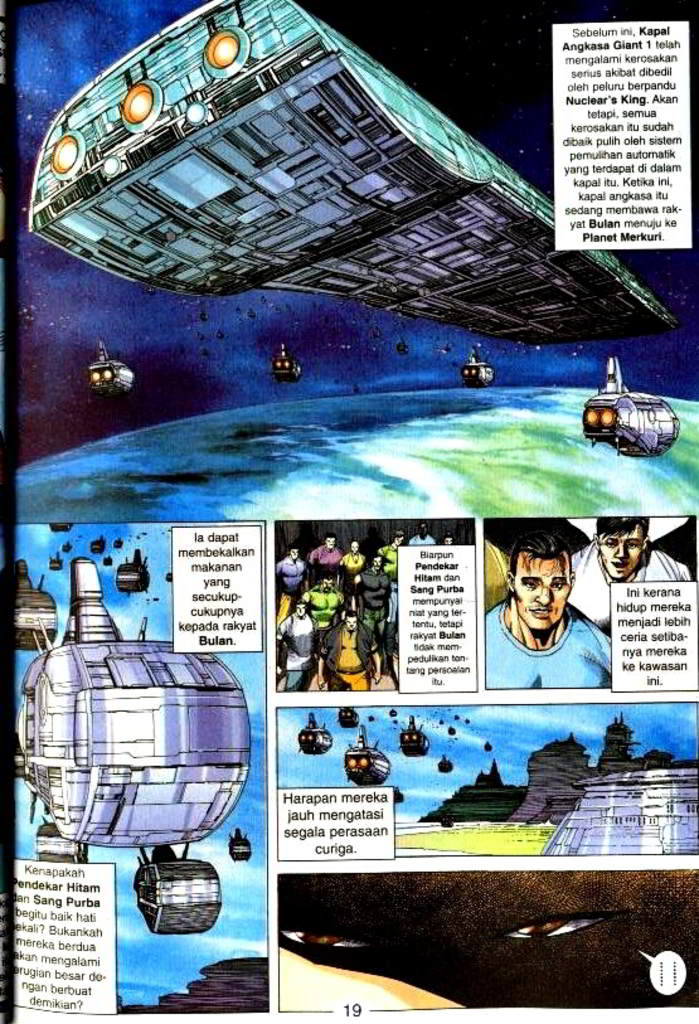 Sebelum ini, Kapal
Angkasa Giant 1 telah
mengalami kerosakan
serius akibat dibedil
oleh peluru berpandu
Nuclear's King. Akan
tetapi, semua
kerosakan itu sudah
dibaik pulih oleh sistem
pemulihan automatik
yang terdapat di dalam
kapal itu. Ketika ini,
kapal angkasa itu
sedang membawa rak-
yat Bulan menuju ke
Planet Merkuri.
Ia dapat
membekalkan
makanan
yang
secukup-
cukupnya
kepada rakyat
Bulan.
Kenapakah
Pendekar Hitam
dan Sang Purba
begitu baik hati
sekali? Bukankah
mereka berdua
akan mengalami
kerugian besar de-
ngan berbuat
demikian?
Biarpun
Pendekar
Hitam dan
Sang Purba
mempunyai
niat yang ter-
tentu, tetapi
rakyat Bulan
tidak mem-
pedulikan ten-
tang persoalan
itu.
Ini kerana
hidup mereka
menjadi lebih
ceria setiba-
nya mereka
ke kawasan
ini.
Harapan mereka
jauh mengatasi
segala perasaan
curiga.
19